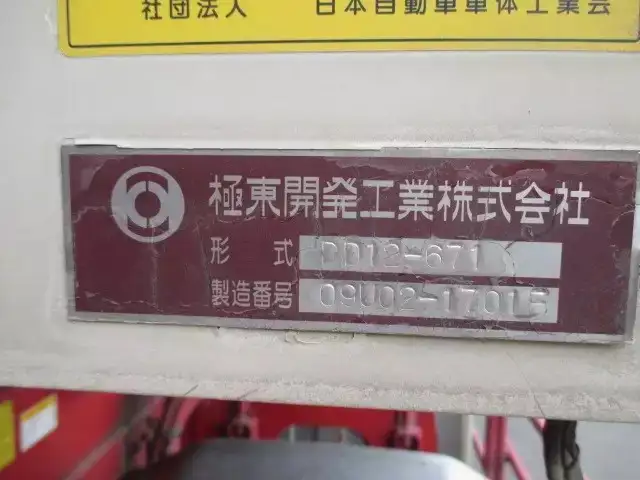 社団法人 日本自動車車体工業会
極東開発工業株式会社
形式 DD12-671
製造番号 09U02-17015